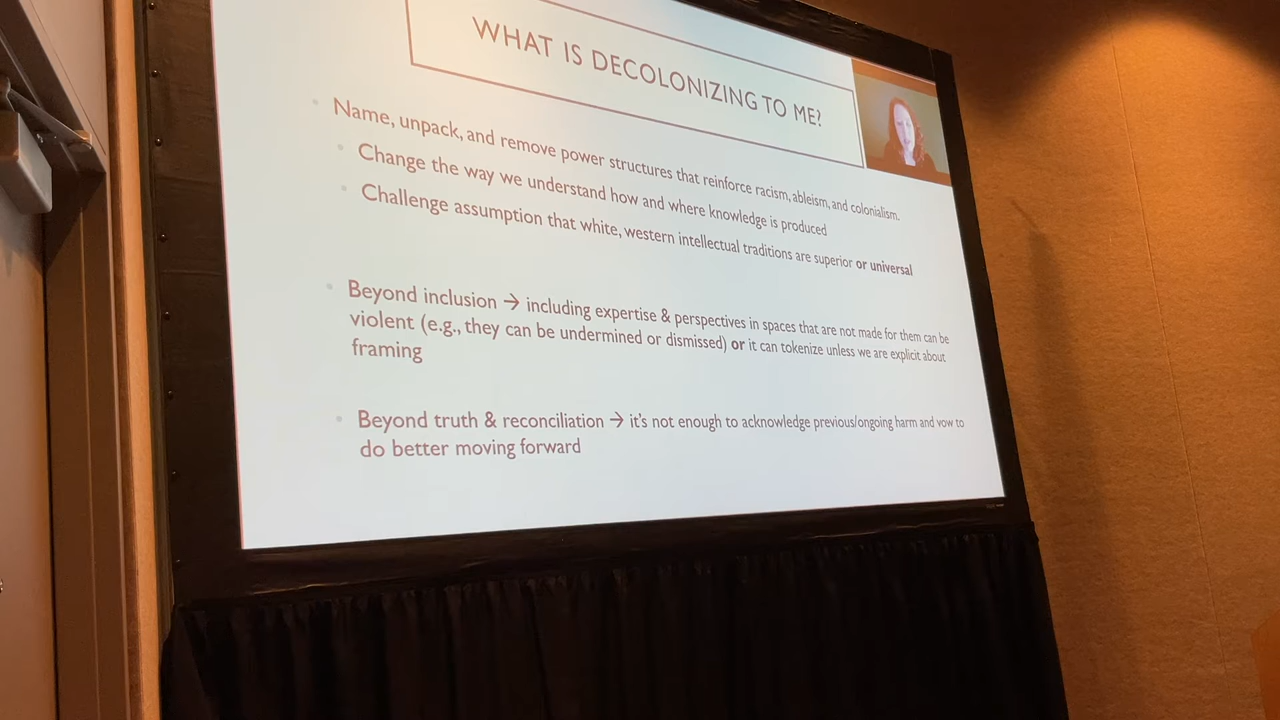 WHAT IS DECOLONIZING TO ME?
Name, unpack, and remove power structures that reinforce racism, ableism, and colonialism.
Change the way we understand how and where knowledge is produced
Challenge assumption that white, western intellectual traditions are superior or universal
Beyond inclusion → including expertise & perspectives in spaces that are not made for them can be
violent (e.g., they can be undermined or dismissed) or it can tokenize unless we are explicit about
framing
Beyond truth & reconciliation → it's not enough to acknowledge previous/ongoing harm and vow to
do better moving forward